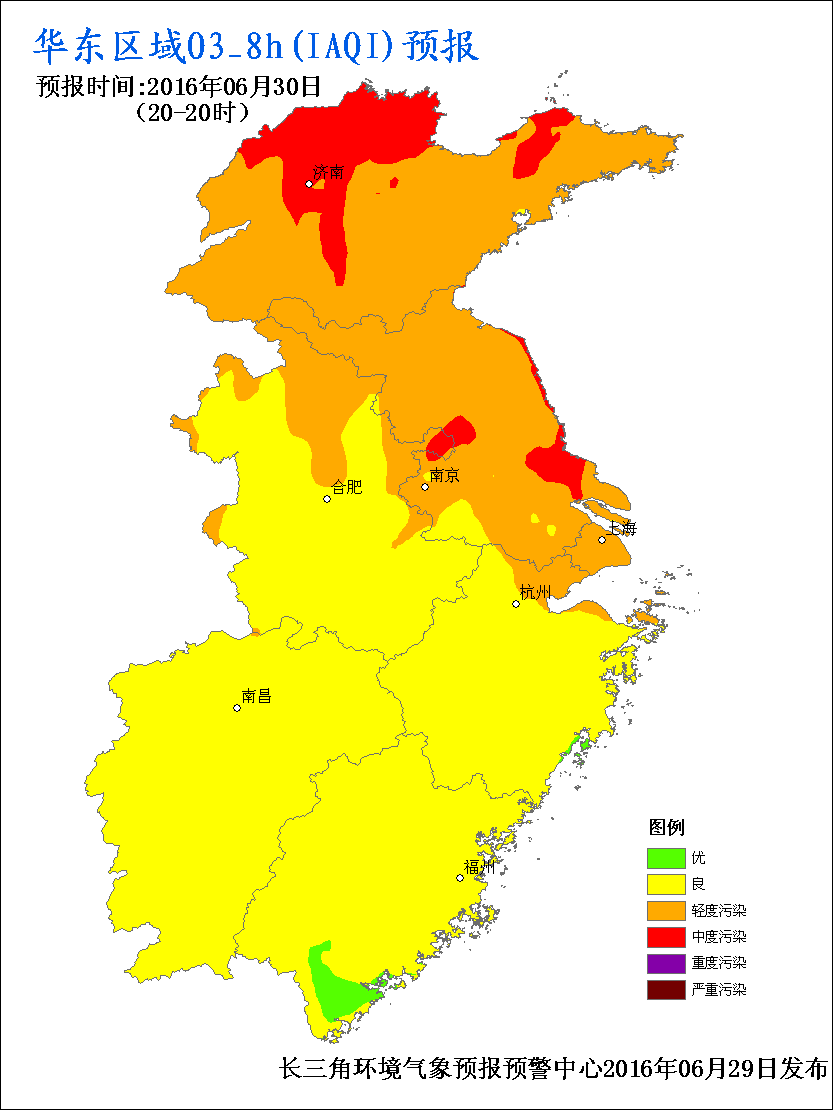 华东区域O3_8h(IAQI)预报
预报时间:2016年06月30日
(20-20时)
济南
南京
合肥
上海
杭州
南昌
福州
图例
优
良
轻度污染
中度污染
重度污染
严重污染
长三角环境气象预报预警中心2016年06月29日发布